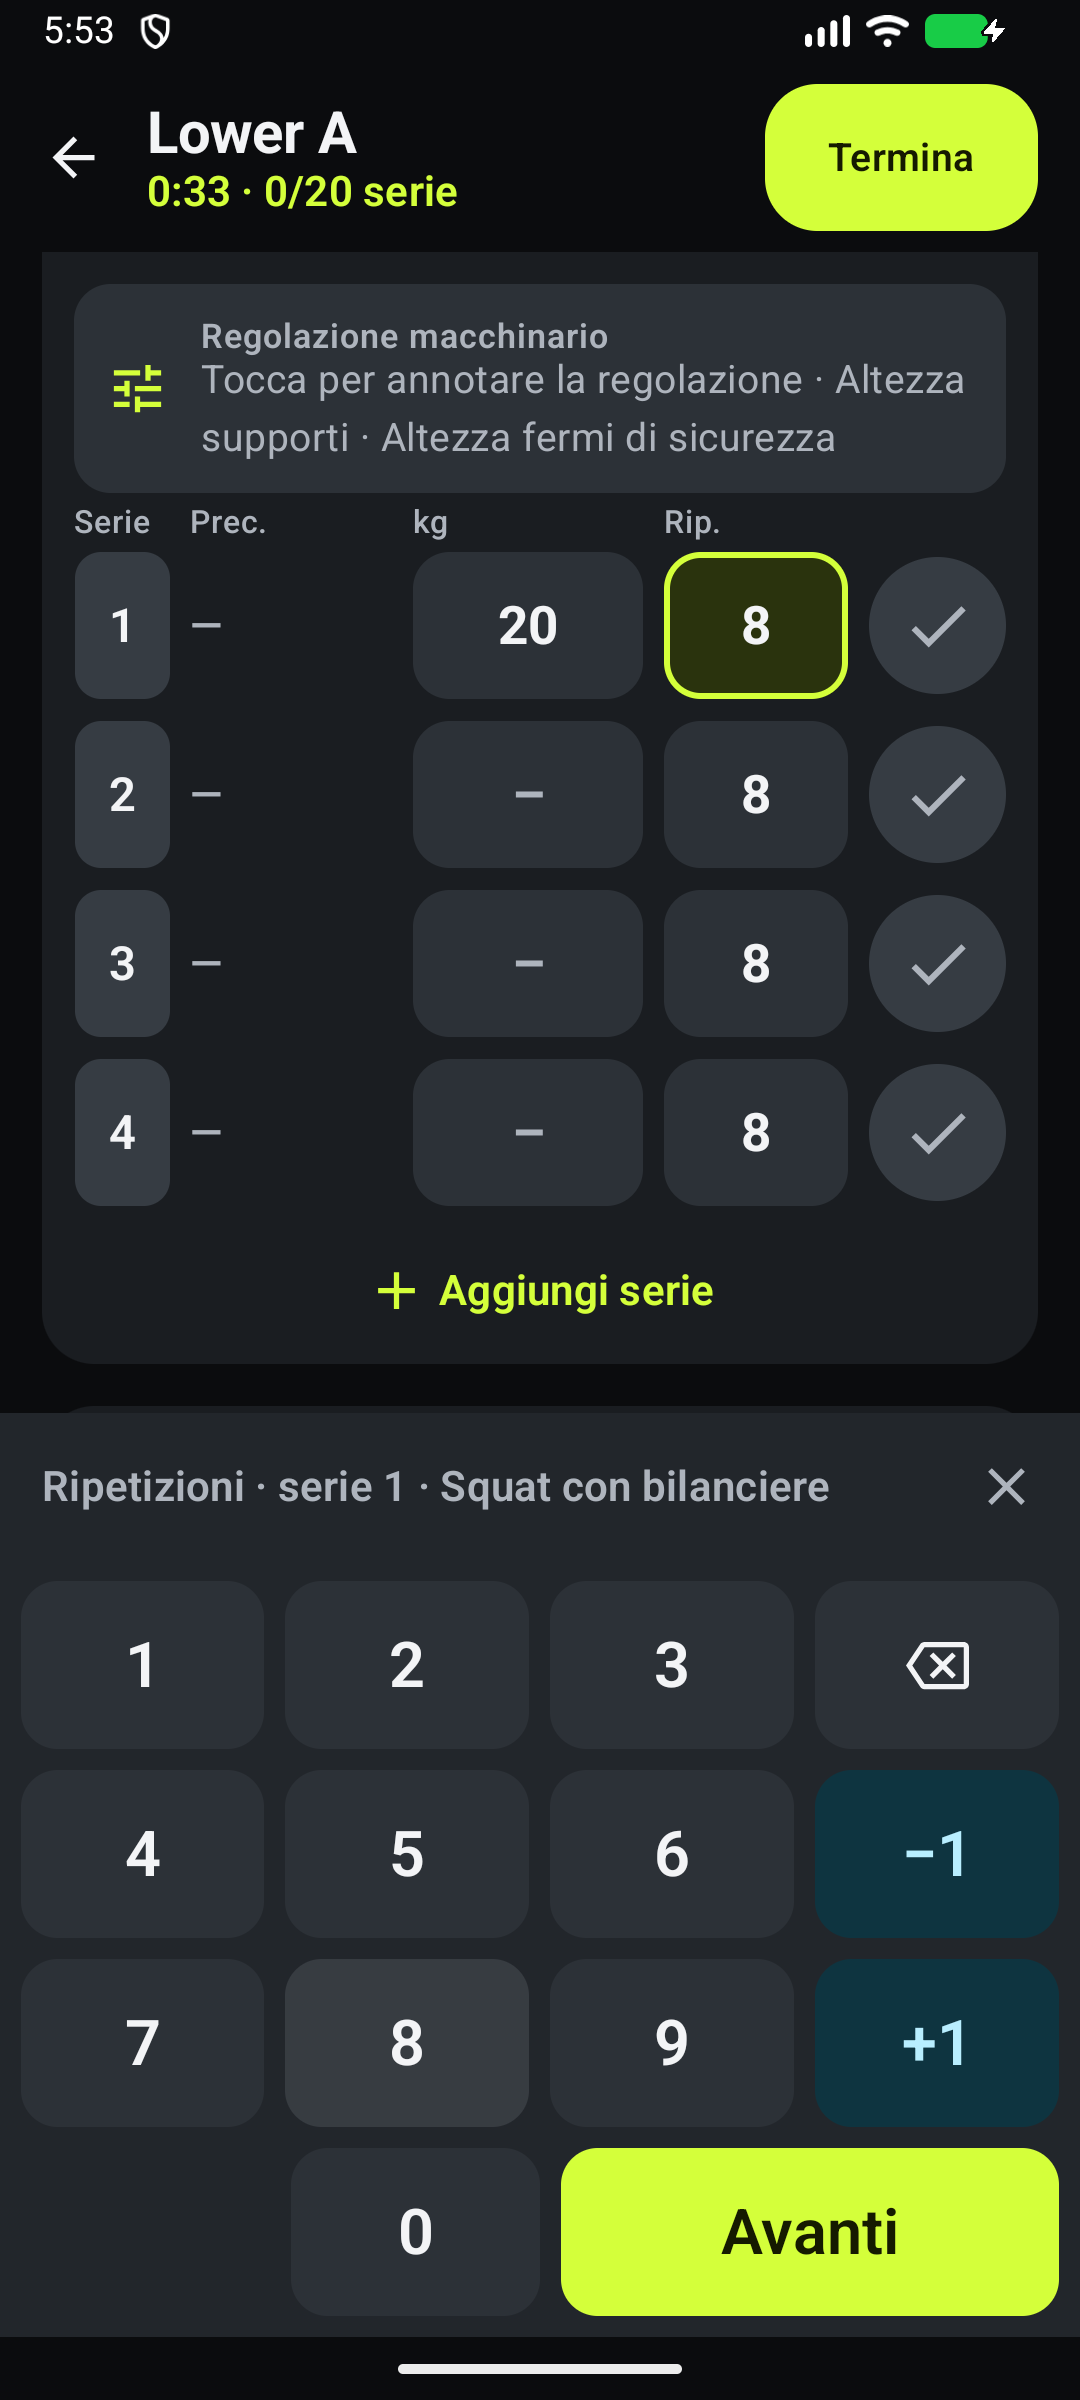 5:53
Lower A
0:33 · 0/20 serie
Termina
Regolazione macchinario
Tocca per annotare la regolazione · Altezza
supporti · Altezza fermi di sicurezza
Serie Prec. kg Rip.
1 – 20 8
2 – – 8
3 – – 8
4 – – 8
+ Aggiungi serie
Ripetizioni · serie 1 · Squat con bilanciere
1 2 3
4 5 6 −1
7 8 9 +1
0 Avanti